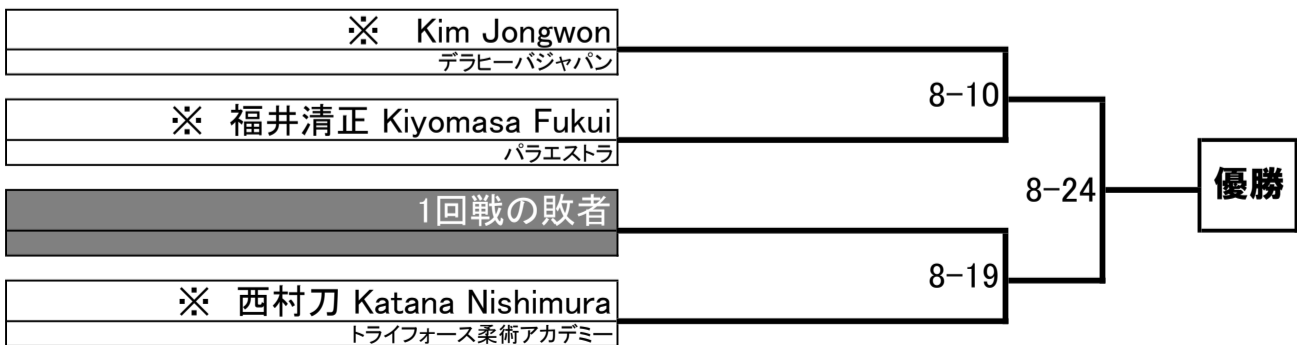 ※ Kim Jongwon
デラヒーバジャパン
8-10
※ 福井清正 Kiyomasa Fukui
パラエストラ
8-24
優勝
1回戦の敗者
8-19
※ 西村刀 Katana Nishimura
トライフォース柔術アカデミー